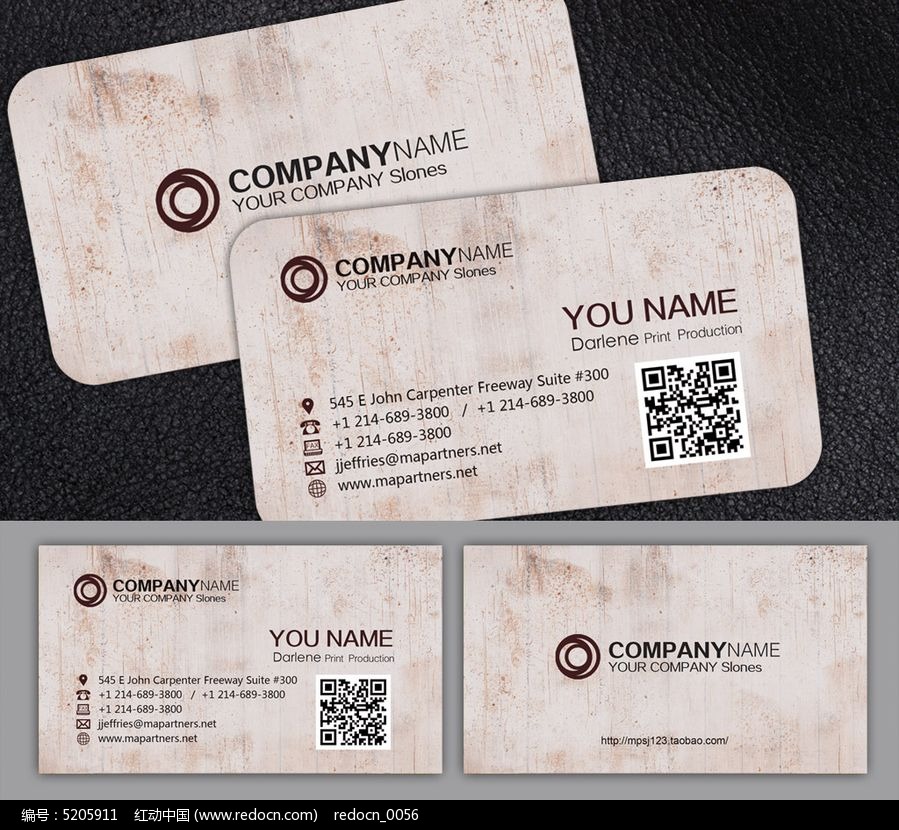 COMPANYNAME
YOUR COMPANY Slones
COMPANYNAME
YOUR COMPANY Slones
YOU NAME
Darlene Print Production
545 E John Carpenter Freeway Suite #300
+1 214-689-3800 / +1 214-689-3800
FAX +1 214-689-3800
jjeffries@mapartners.net
www.mapartners.net
COMPANYNAME
YOUR COMPANY Slones
YOU NAME
Darlene Print Production
545 E John Carpenter Freeway Suite #300
+1 214-689-3800 / +1 214-689-3800
+1 214-689-3800
jjeffries@mapartners.net
www.mapartners.net
COMPANYNAME
YOUR COMPANY Slones
http://mpsj123.taobao.com/
编号：5205911 红动中国 (www.redocn.com) redocn_0056